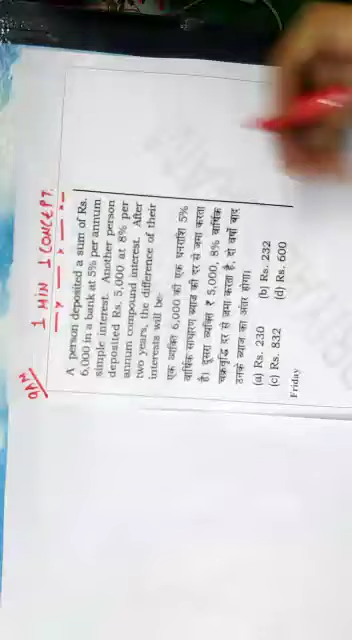 9AM
1 MIN 1 CONCEPT.
A person deposited a sum of Rs.
6,000 in a bank at 5% per annum
simple interest. Another person
deposited Rs. 5,000 at 8% per
annum compound interest. After
two years, the difference of their
interests will be
एक व्यक्ति 6,000 की एक धनराशि 5%
वार्षिक साधारण ब्याज की दर से जमा करता
है। दूसरा व्यक्ति ₹ 5,000, 8% वार्षिक
चक्रवृद्धि दर से जमा करता है, दो वर्षों बाद
उनके ब्याज का अंतर होगा।
(a) Rs. 230 (b) Rs. 232
(c) Rs. 832 (d) Rs. 600
Friday